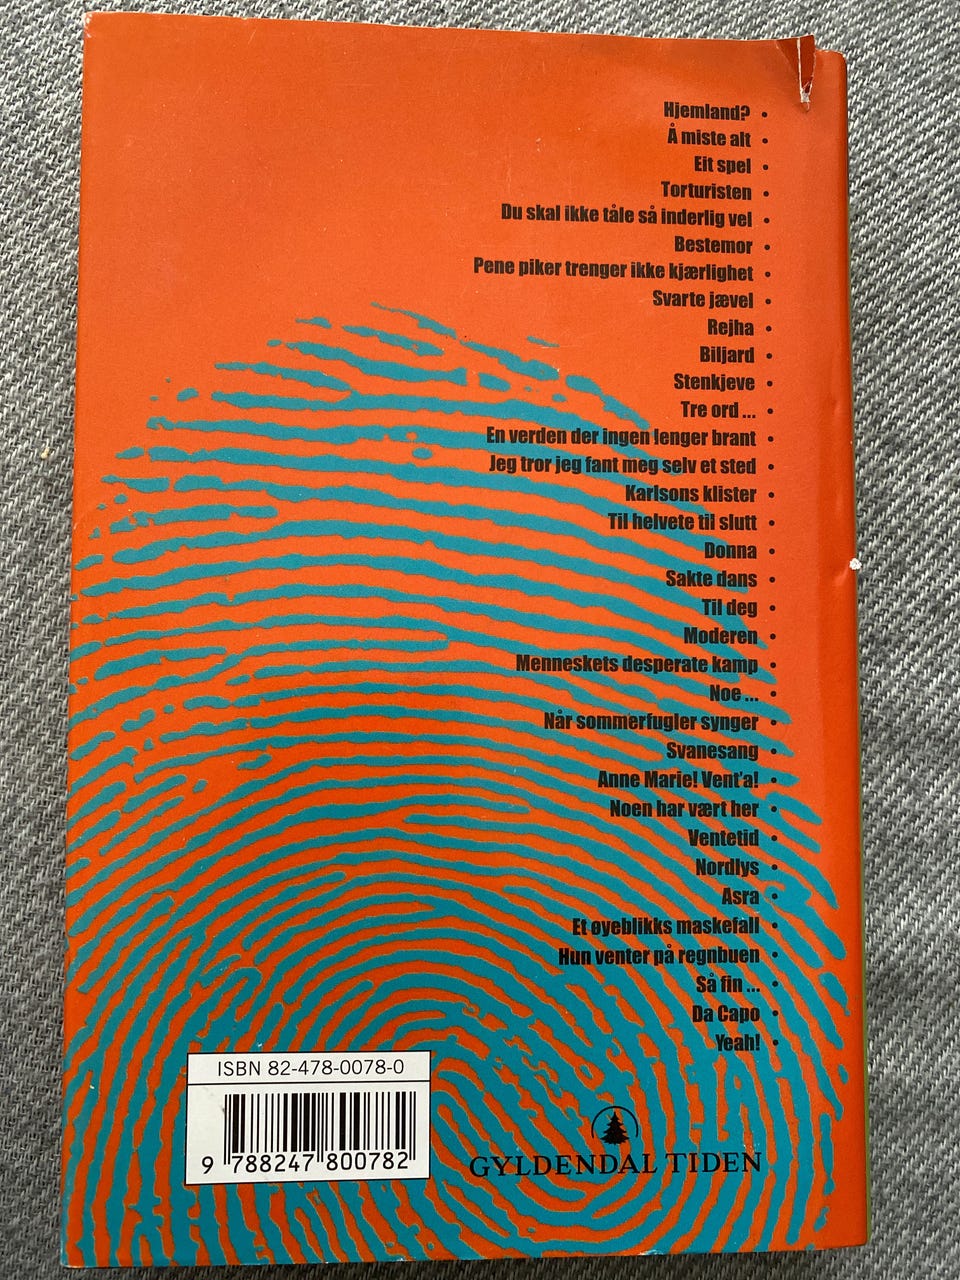 Hjemland? •
Å miste alt •
Eit spel •
Torturisten •
Du skal ikke tåle så inderlig vel •
Bestemor •
Pene piker trenger ikke kjærlighet •
Svarte jævel •
Rejha •
Biljard •
Stenkjeve •
Tre ord ... •
En verden der ingen lenger brant •
Jeg tror jeg fant meg selv et sted •
Karlsons klister •
Til helvete til slutt •
Donna •
Sakte dans •
Til deg •
Moderen •
Menneskets desperate kamp •
Noe ... •
Når sommerfugler synger •
Svanesang •
Anne Marie! Vent'a! •
Noen har vært her •
Ventetid •
Nordlys •
Asra •
Et øyeblikks maskefall •
Hun venter på regnbuen •
Så fin ... •
Da Capo •
Yeah! •
ISBN 82-478-0078-0
9 788247 800782
GYLDENDAL TIDEN